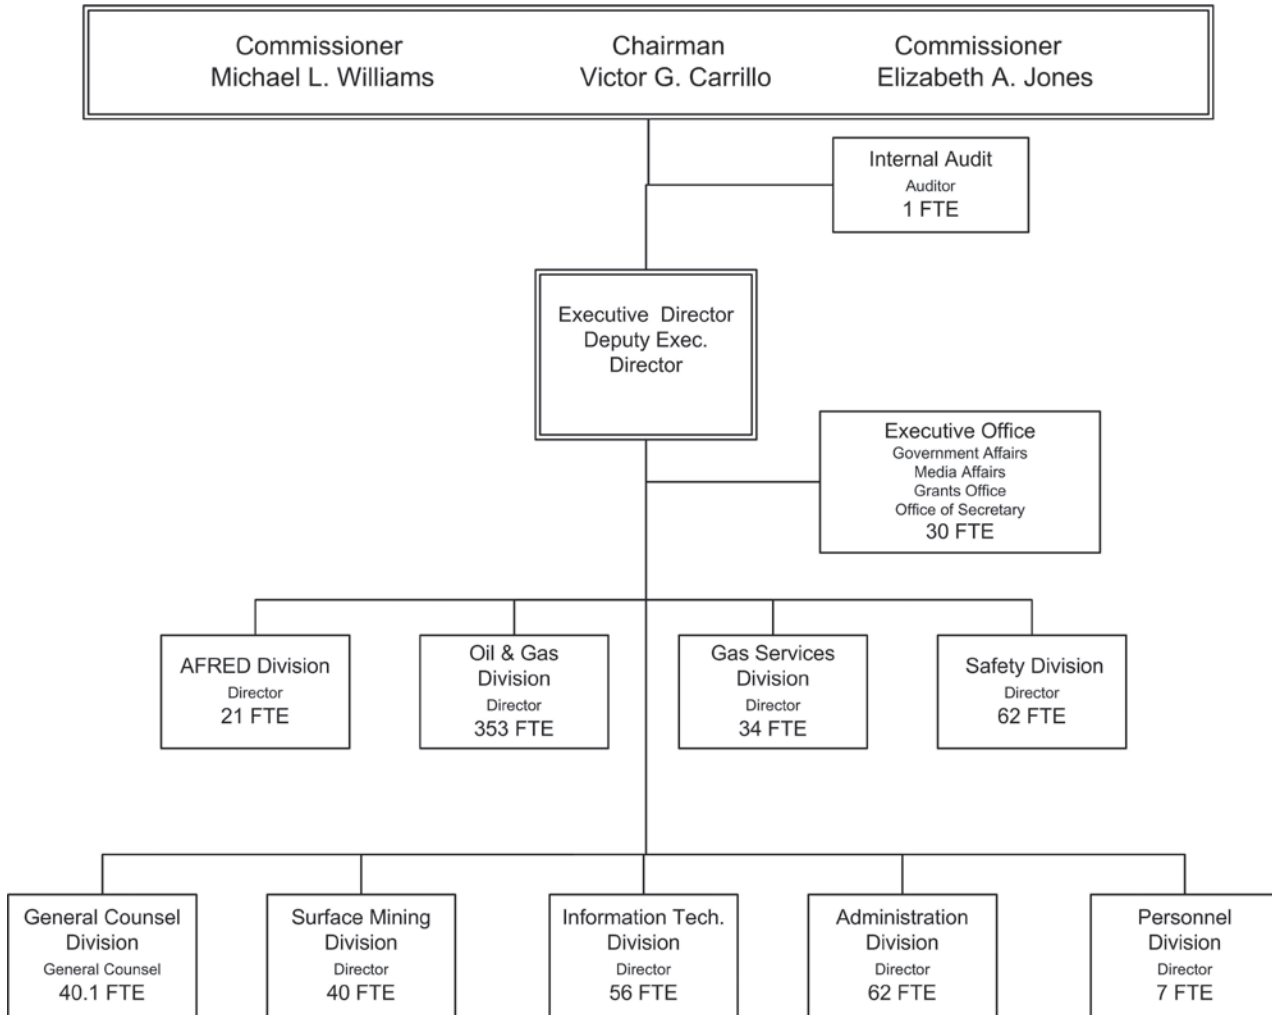 Commissioner
Michael L. Williams
Chairman
Victor G. Carrillo
Commissioner
Elizabeth A. Jones
Internal Audit
Auditor
1 FTE
Executive Director
Deputy Exec.
Director
Executive Office
Government Affairs
Media Affairs
Grants Office
Office of Secretary
30 FTE
AFRED Division
Director
21 FTE
Oil & Gas
Division
Director
353 FTE
Gas Services
Division
Director
34 FTE
Safety Division
Director
62 FTE
General Counsel
Division
General Counsel
40.1 FTE
Surface Mining
Division
Director
40 FTE
Information Tech.
Division
Director
56 FTE
Administration
Division
Director
62 FTE
Personnel
Division
Director
7 FTE